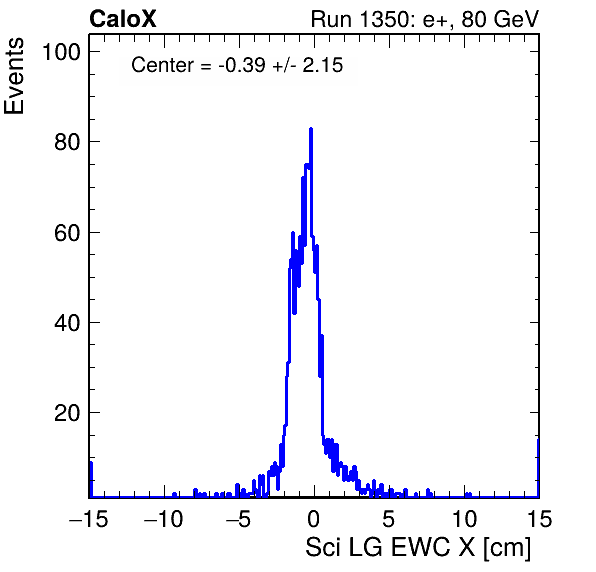 CaloX Run 1350: e+, 80 GeV
Center = -0.39 +/- 2.15
Events
100
80
60
40
20
−15 −10 −5 0 5 10 15
Sci LG EWC X [cm]